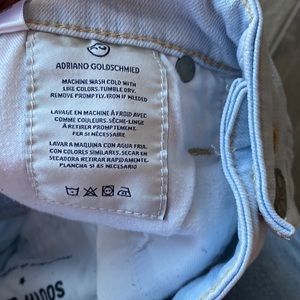 ADRIANO GOLDSCHMIED
MACHINE WASH COLD WITH
LIKE COLORS. TUMBLE DRY.
REMOVE PROMPTLY. IRON IF NEEDED
LAVAGE EN MACHINE A FROID AVEC
COMME COULEURS. SÈCHE-LINGE
À RETIRER PROMPTEMENT.
FER SI NÉCESSAIRE
LAVAR A MAQUINA CON AGUA FRIA.
CON COLORES SIMILARES. SECAR EN
SECADORA RETIRAR RAPIDAMENTE.
PLANCHA SI ES NECESARIO
SOUTH